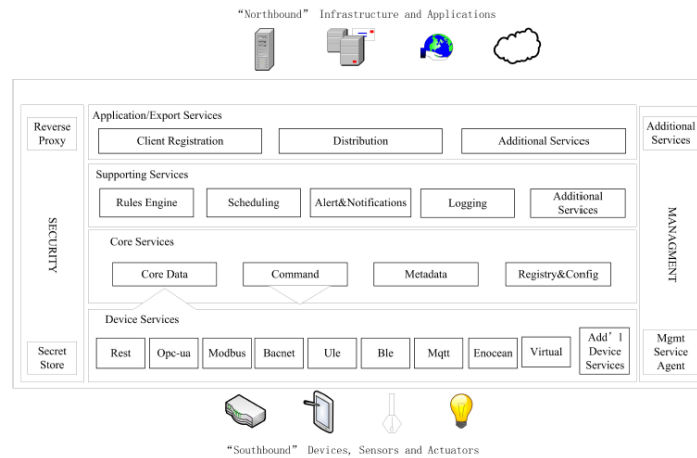 “Northbound” Infrastructure and Applications
Reverse
Proxy
SECURITY
Secret
Store
Application/Export Services
Client Registration
Distribution
Additional Services
Supporting Services
Rules Engine
Scheduling
Alert&Notifications
Logging
Additional
Services
Core Services
Core Data
Command
Metadata
Registry&Config
Device Services
Rest
Opc-ua
Modbus
Bacnet
Ule
Ble
Mqtt
Enocean
Virtual
Add’l
Device
Services
Additional
Services
MANAGMENT
Mgmt
Service
Agent
“Southbound” Devices, Sensors and Actuators